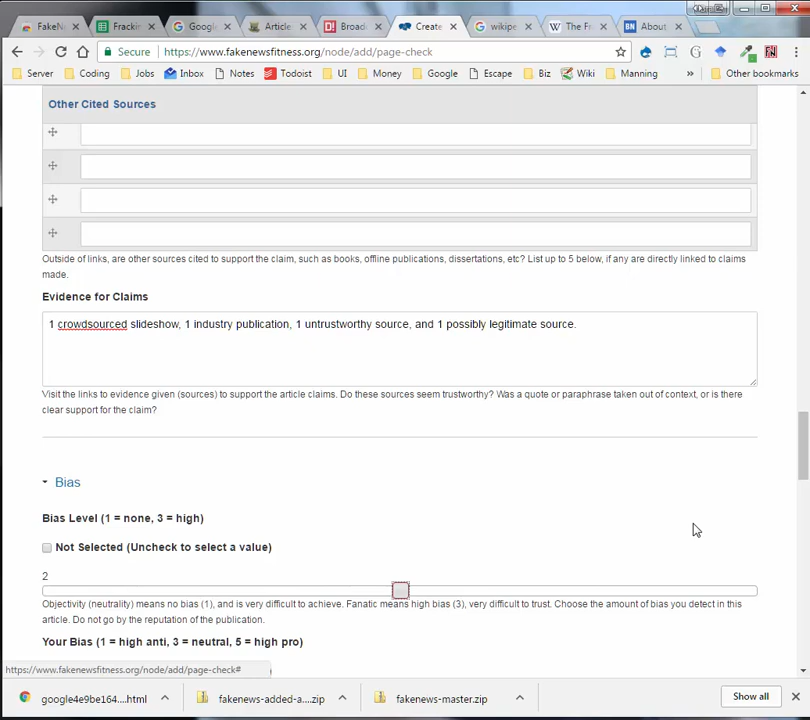 FakeN
Frackin
Google
Article
Broad
Create
wikipe
The Fr
About
Secure
https://www.fakenewsfitness.org/node/add/page-check
Server
Coding
Jobs
Inbox
Notes
Todoist
UI
Money
Google
Escape
Biz
Wiki
Manning
»
Other bookmarks
Other Cited Sources
Outside of links, are other sources cited to support the claim, such as books, offline publications, dissertations, etc? List up to 5 below, if any are directly linked to claims
made.
Evidence for Claims
1 crowdsourced slideshow, 1 industry publication, 1 untrustworthy source, and 1 possibly legitimate source.
Visit the links to evidence given (sources) to support the article claims. Do these sources seem trustworthy? Was a quote or paraphrase taken out of context, or is there
clear support for the claim?
Bias
Bias Level (1 = none, 3 = high)
Not Selected (Uncheck to select a value)
2
Objectivity (neutrality) means no bias (1), and is very difficult to achieve. Fanatic means high bias (3), very difficult to trust. Choose the amount of bias you detect in this
article. Do not go by the reputation of the publication.
Your Bias (1 = high anti, 3 = neutral, 5 = high pro)
https://www.fakenewsfitness.org/node/add/page-check#
google4e9be164....html
fakenews-added-a....zip
fakenews-master.zip
Show all